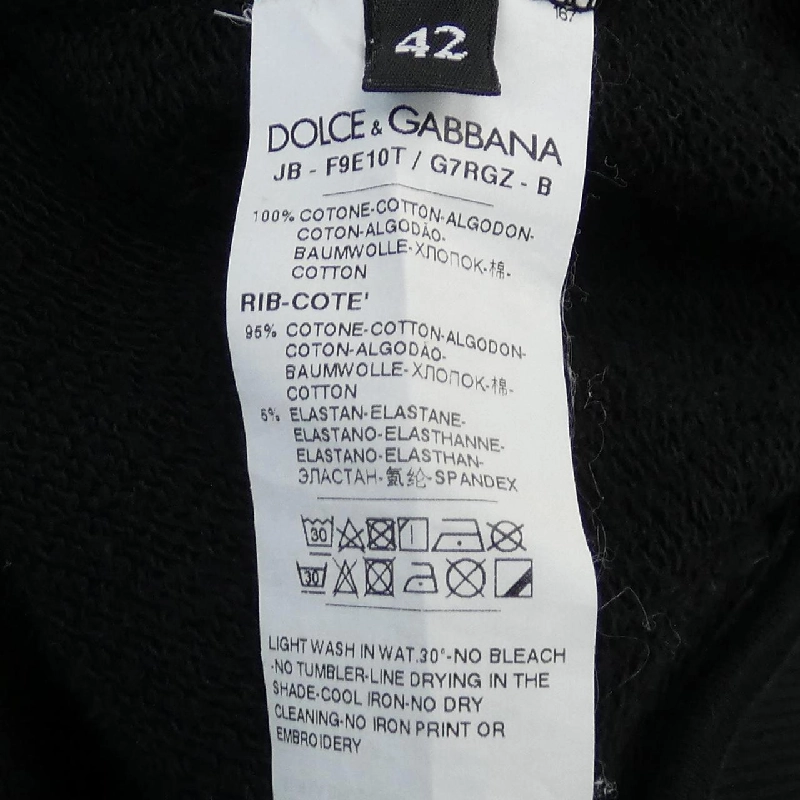 167
42
DOLCE & GABBANA
JB - F9E10T / G7RGZ - B
100% COTONE-COTTON-ALGODON-
COTON-ALGODÃO-
BAUMWOLLE-ХЛОПОК-棉-
COTTON
RIB-COTE'
95% COTONE-COTTON-ALGODON-
COTON-ALGODÃO-
BAUMWOLLE-ХЛОПОК-棉-
COTTON
5% ELASTAN-ELASTANE-
ELASTANO-ELASTHANNE-
ELASTANO-ELASTHAN-
ЭЛАСТАН-氨纶-SPANDEX
30
30
LIGHT WASH IN WAT.30°-NO BLEACH
-NO TUMBLER-LINE DRYING IN THE
SHADE-COOL IRON-NO DRY
CLEANING-NO IRON PRINT OR
EMBROIDERY